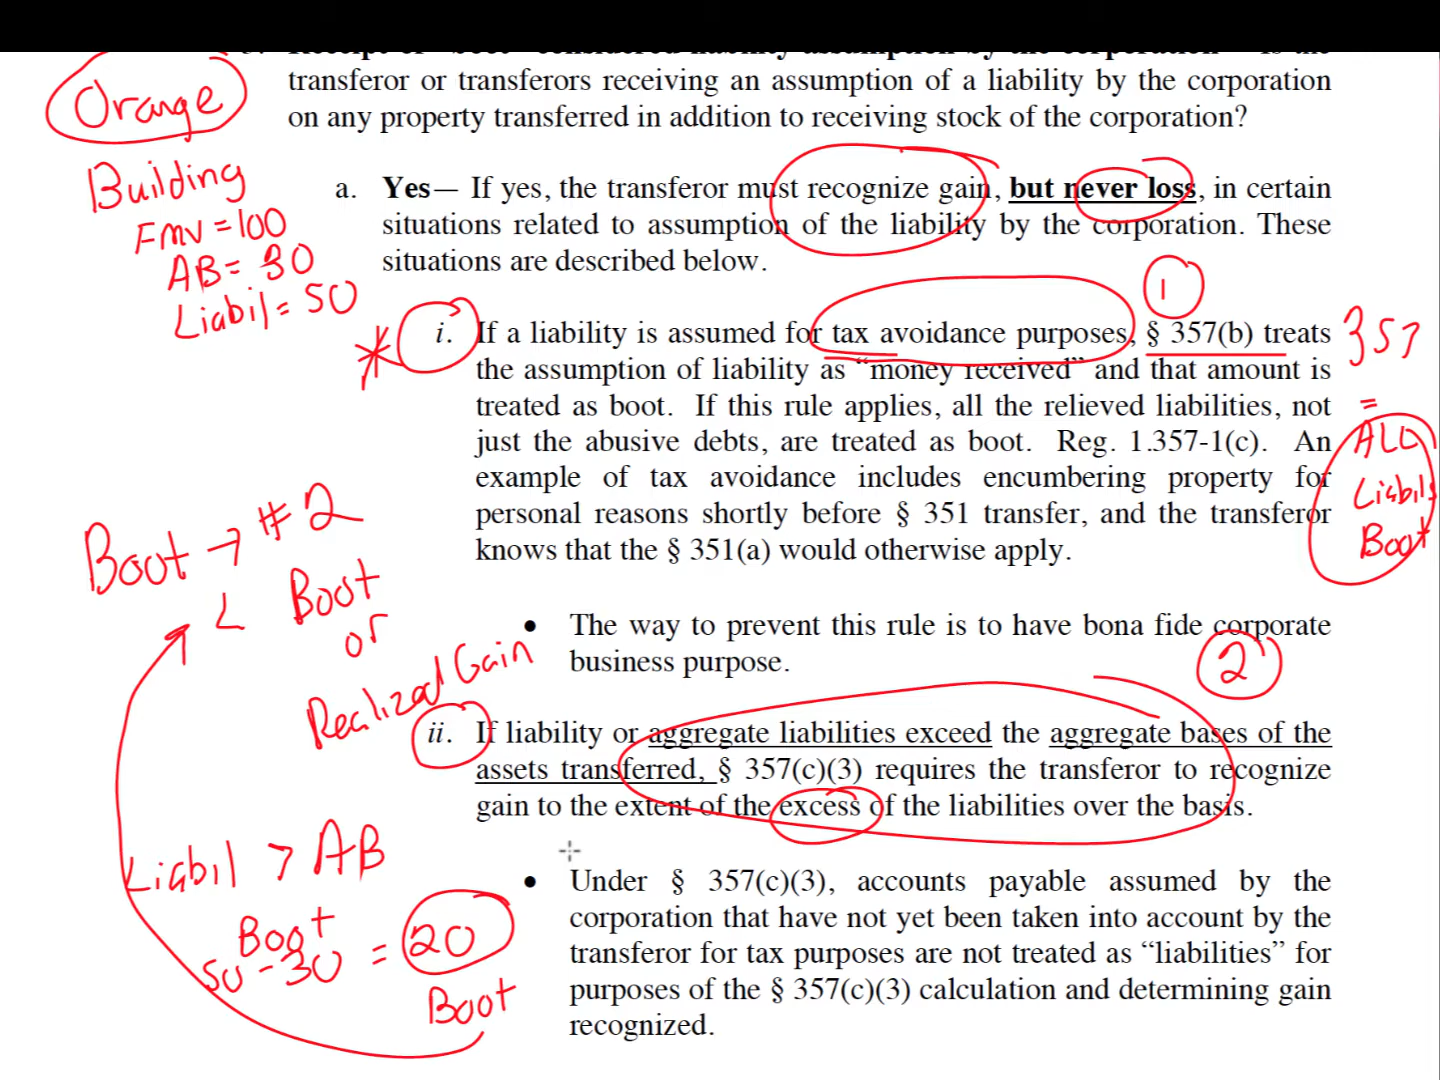 transferor or transferors receiving an assumption of a liability by the corporation
on any property transferred in addition to receiving stock of the corporation?
Orange
Building
FMV = 100
AB = 30
Liabil = 50
a. Yes— If yes, the transferor must recognize gain, but never loss, in certain
situations related to assumption of the liability by the corporation. These
situations are described below.
1
i. If a liability is assumed for tax avoidance purposes, § 357(b) treats
the assumption of liability as “money received” and that amount is
treated as boot. If this rule applies, all the relieved liabilities, not
just the abusive debts, are treated as boot. Reg. 1.357-1(c). An
example of tax avoidance includes encumbering property for
personal reasons shortly before § 351 transfer, and the transferor
knows that the § 351(a) would otherwise apply.
357
=
ALL
Liabils
Boot
Boot → #2
< Boot
or
Realized Gain
• The way to prevent this rule is to have bona fide corporate
business purpose.
2
ii. If liability or aggregate liabilities exceed the aggregate bases of the
assets transferred, § 357(c)(3) requires the transferor to recognize
gain to the extent of the excess of the liabilities over the basis.
Liabil > AB
Boot
50 - 30 = 20
Boot
• Under § 357(c)(3), accounts payable assumed by the
corporation that have not yet been taken into account by the
transferor for tax purposes are not treated as “liabilities” for
purposes of the § 357(c)(3) calculation and determining gain
recognized.